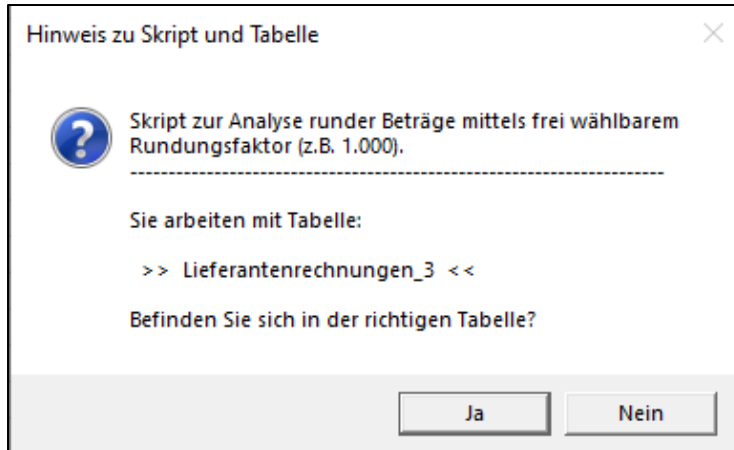 Hinweis zu Skript und Tabelle
Skript zur Analyse runder Beträge mittels frei wählbarem
Rundungsfaktor (z.B. 1.000).
----------------------------------------------------------------------
Sie arbeiten mit Tabelle:
>> Lieferantenrechnungen_3 <<
Befinden Sie sich in der richtigen Tabelle?
Ja
Nein